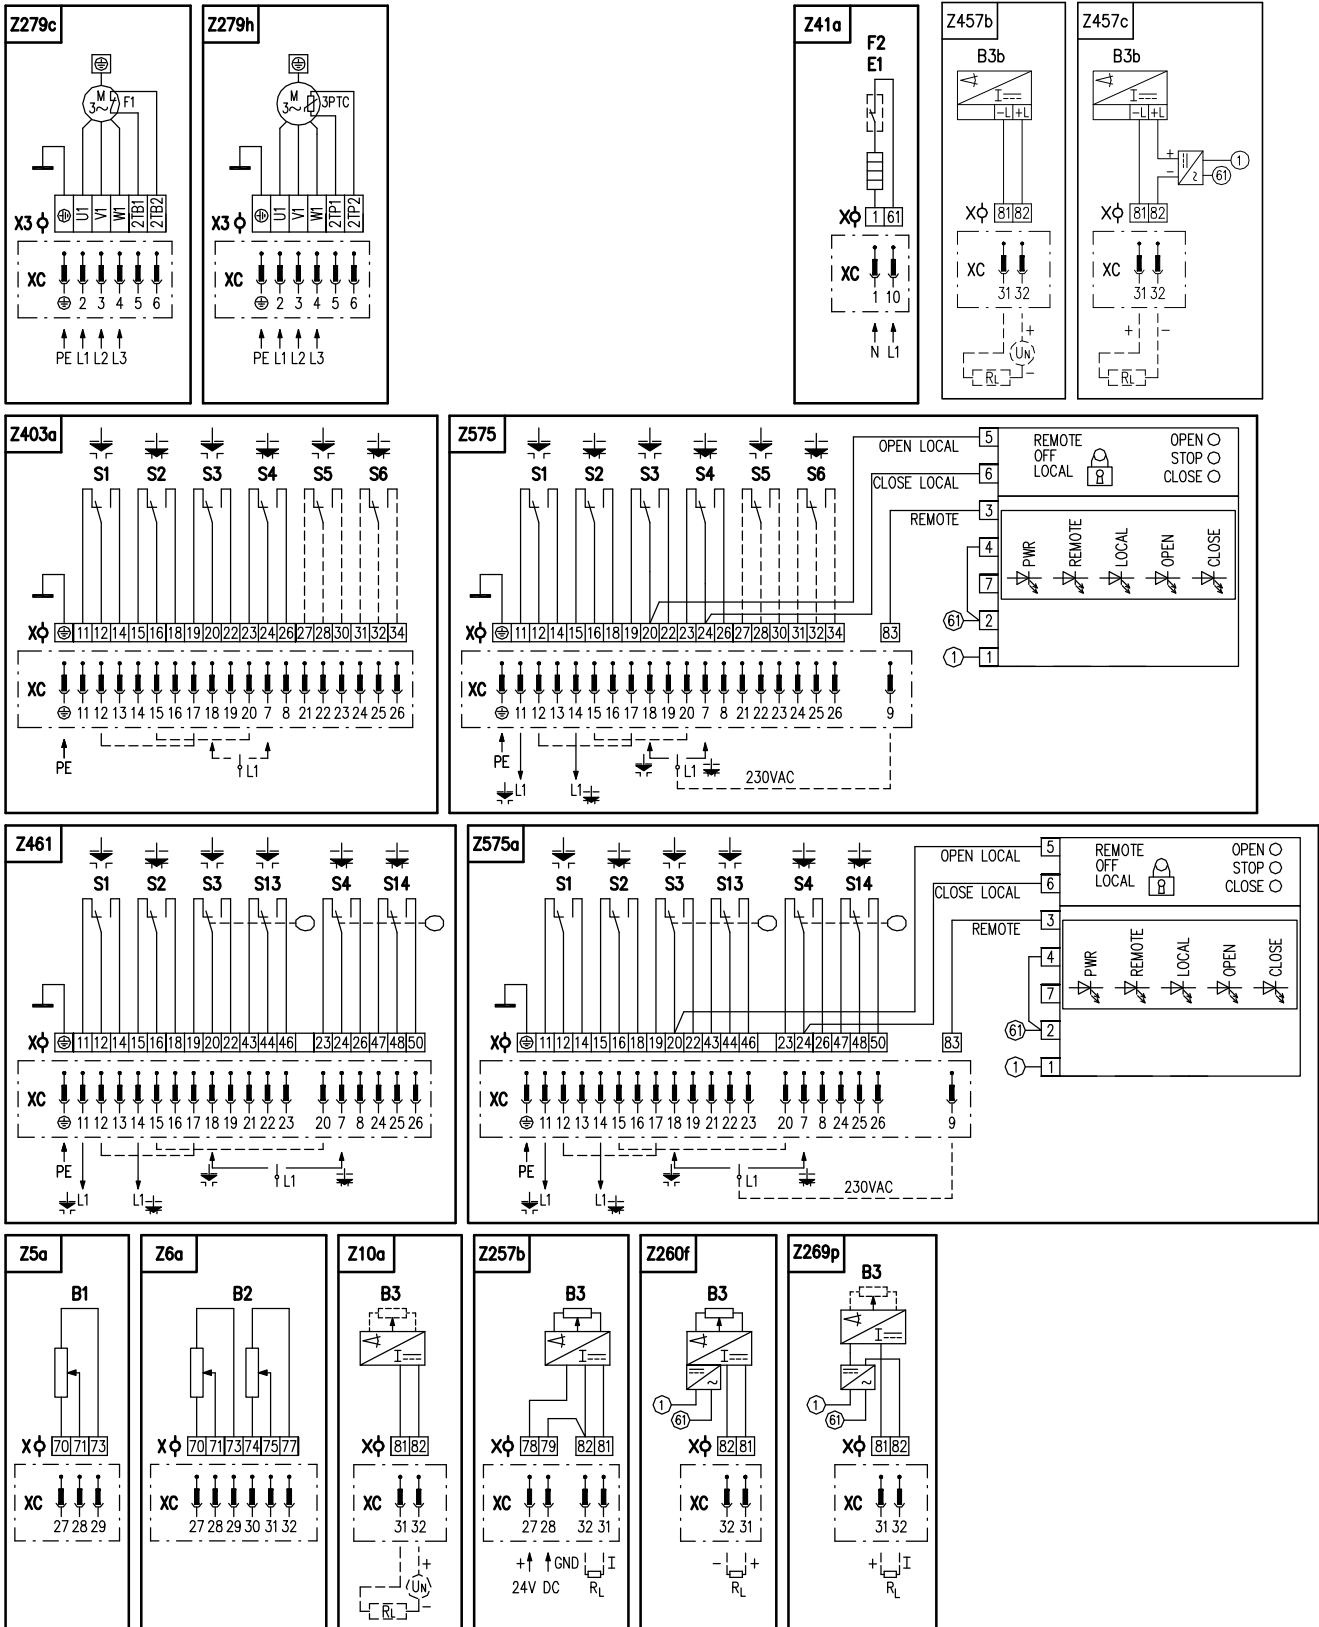 Z279c
M
3~
F1
X3
U1 V1 W1 2TB1 2TB2
XC
2 3 4 5 6
PE L1 L2 L3
Z279h
M
3~
3PTC
X3
U1 V1 W1 2TP1 2TP2
XC
2 3 4 5 6
PE L1 L2 L3
Z41a
F2
E1
X 1 61
XC
1 10
N L1
Z457b
B3b
I
-L +L
X 81 82
XC
31 32
+
UN
-
RL
Z457c
B3b
I
-L +L
+ 1
- 61
~
X 81 82
XC
31 32
+ -
RL
Z403a
S1 S2 S3 S4 S5 S6
X 11 12 14 15 16 18 19 20 22 23 24 26 27 28 30 31 32 34
XC
11 12 13 14 15 16 17 18 19 20 7 8 21 22 23 24 25 26
PE
L1
Z575
S1 S2 S3 S4 S5 S6
OPEN LOCAL 5
CLOSE LOCAL 6
REMOTE 3
4
7
61 2
1 1
REMOTE
OFF
LOCAL
OPEN
STOP
CLOSE
PWR REMOTE LOCAL OPEN CLOSE
X 11 12 14 15 16 18 19 20 22 23 24 26 27 28 30 31 32 34 83
XC
11 12 13 14 15 16 17 18 19 20 7 8 21 22 23 24 25 26 9
PE
L1 L1 L1
230VAC
Z461
S1 S2 S3 S13 S4 S14
X 11 12 14 15 16 18 19 20 22 43 44 46 23 24 26 47 48 50
XC
11 12 13 14 15 16 17 18 19 21 22 23 20 7 8 24 25 26
PE
L1 L1 L1
Z575a
S1 S2 S3 S13 S4 S14
OPEN LOCAL 5
CLOSE LOCAL 6
REMOTE 3
4
7
61 2
1 1
REMOTE
OFF
LOCAL
OPEN
STOP
CLOSE
PWR REMOTE LOCAL OPEN CLOSE
X 11 12 14 15 16 18 19 20 22 43 44 46 23 24 26 47 48 50 83
XC
11 12 13 14 15 16 17 18 19 21 22 23 20 7 8 24 25 26 9
PE
L1 L1 L1
230VAC
Z5a
B1
X 70 71 73
XC
27 28 29
Z6a
B2
X 70 71 73 74 75 77
XC
27 28 29 30 31 32
Z10a
B3
I
X 81 82
XC
31 32
+
UN
-
RL
Z257b
B3
I
X 78 79 82 81
XC
27 28 32 31
+ GND I
24V DC RL
Z260f
B3
I
~
1
61
X 82 81
XC
32 31
- +
RL
Z269p
B3
I
~
1
61
X 81 82
XC
31 32
+ I
RL